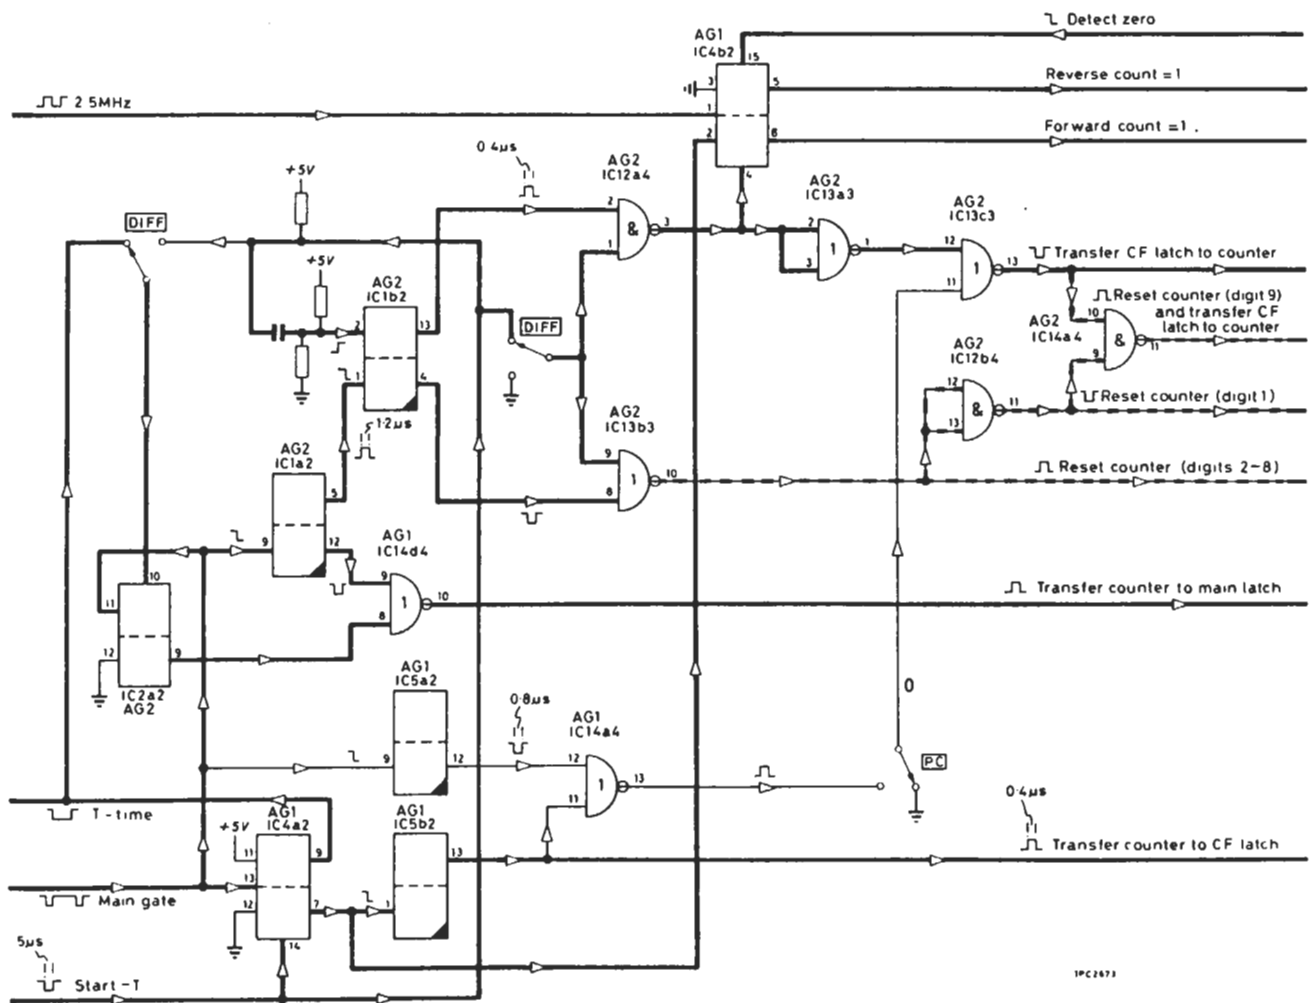 Detect zero
AG1
IC4b2
15
3
5
Reverse count = 1
2·5MHz
1
Forward count = 1 .
2
6
4
0·4µs
AG2
IC12a4
+5V
AG2
IC13a3
AG2
IC13c3
DIFF
2
&
3
1
2
1
1
3
12
1
13
11
Transfer CF latch to counter
+5V
AG2
IC1b2
2
13
1
4
DIFF
Reset counter (digit 9)
and transfer CF
latch to counter
10
AG2
IC14a4
&
11
9
AG2
IC12b4
12
&
11
13
Reset counter (digit 1)
1·2µs
AG2
IC13b3
9
1
10
8
Reset counter (digits 2-8)
AG2
IC1a2
5
9
12
AG1
IC14d4
9
1
10
8
Transfer counter to main latch
10
11
12
9
IC2a2
AG2
AG1
IC5a2
9
12
0·8µs
AG1
IC14a4
12
1
13
11
0
PC
T-time
AG1
IC4a2
+5V
11
9
13
12
7
14
AG1
IC5b2
13
1
0·4µs
Transfer counter to CF latch
Main gate
5µs
Start-T
TPC2673